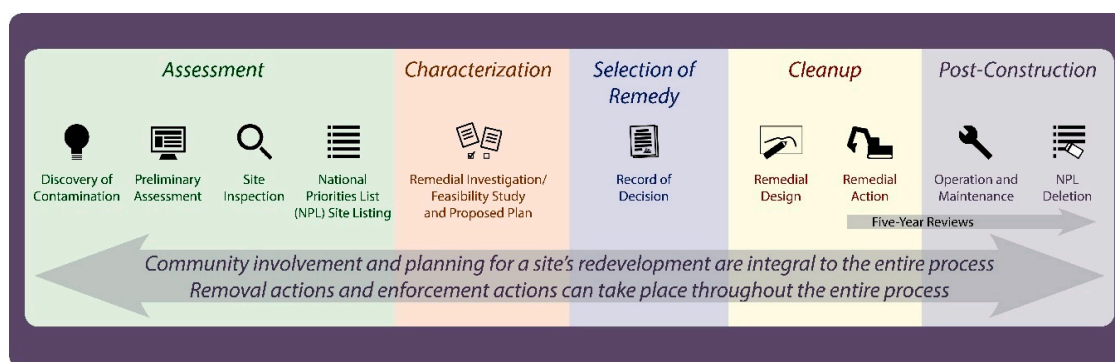 Assessment
Discovery of
Contamination
Preliminary
Assessment
Site
Inspection
National
Priorities List
(NPL) Site Listing
Characterization
Remedial Investigation/
Feasibility Study
and Proposed Plan
Selection of
Remedy
Record of
Decision
Cleanup
Remedial
Design
Remedial
Action
Post-Construction
Operation and
Maintenance
NPL
Deletion
Five-Year Reviews
Community involvement and planning for a site's redevelopment are integral to the entire process
Removal actions and enforcement actions can take place throughout the entire process